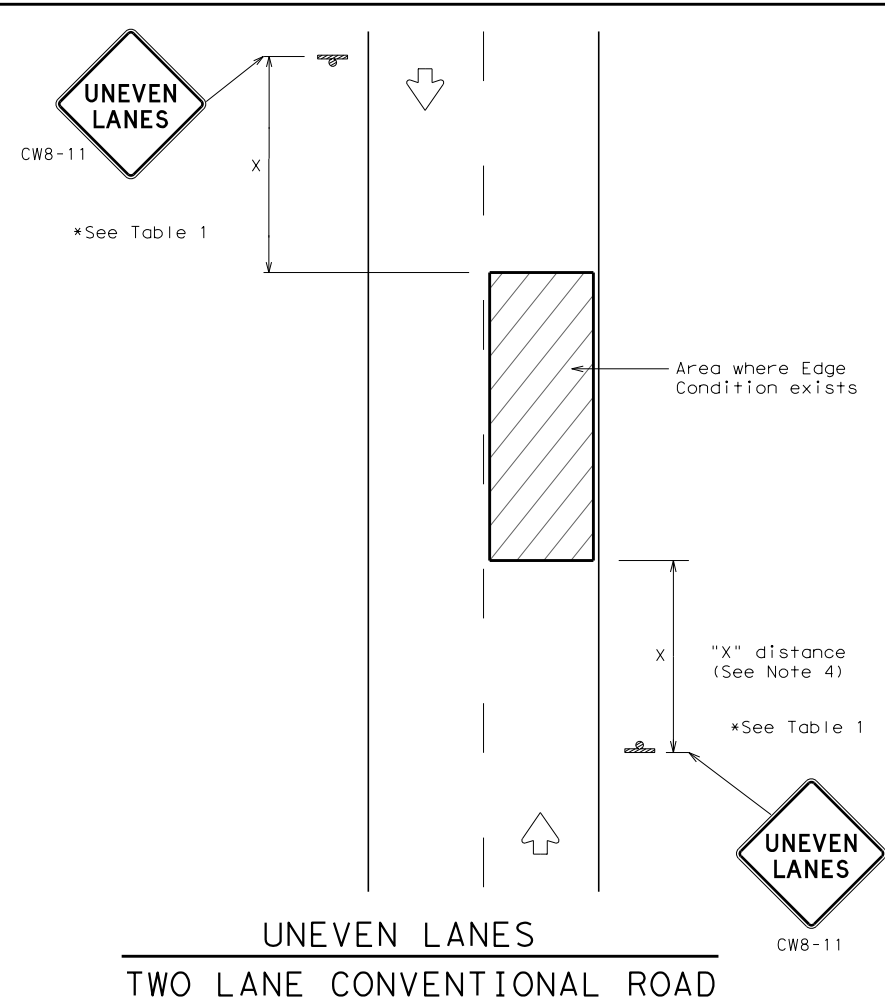 UNEVEN
LANES
CW8-11
X
*See Table 1
Area where Edge
Condition exists
X
"X" distance
(See Note 4)
*See Table 1
UNEVEN
LANES
CW8-11
UNEVEN LANES
TWO LANE CONVENTIONAL ROAD